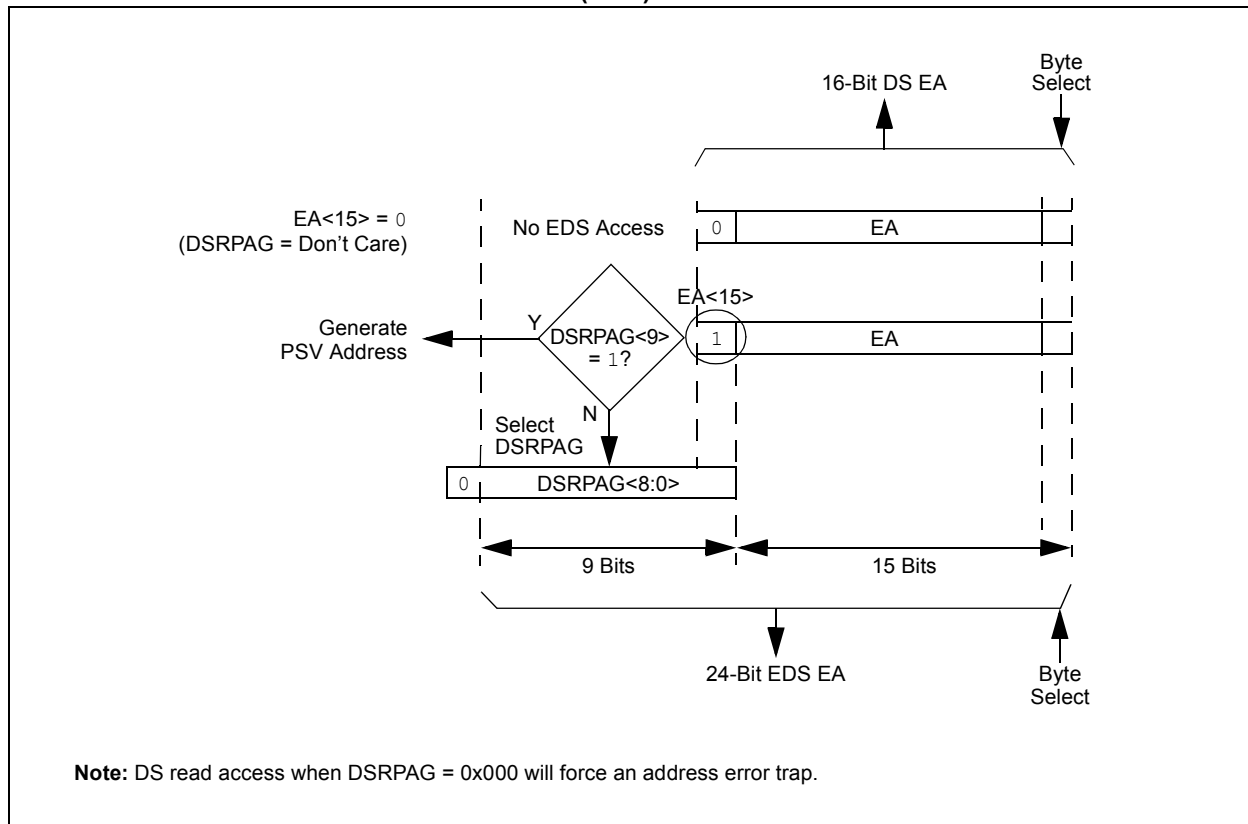 16-Bit DS EA
Byte
Select
EA<15> = 0
(DSRPAG = Don't Care)
No EDS Access
0
EA
EA<15>
Generate
PSV Address
Y
DSRPAG<9>
= 1?
1
EA
N
Select
DSRPAG
0
DSRPAG<8:0>
9 Bits
15 Bits
24-Bit EDS EA
Byte
Select
Note: DS read access when DSRPAG = 0x000 will force an address error trap.